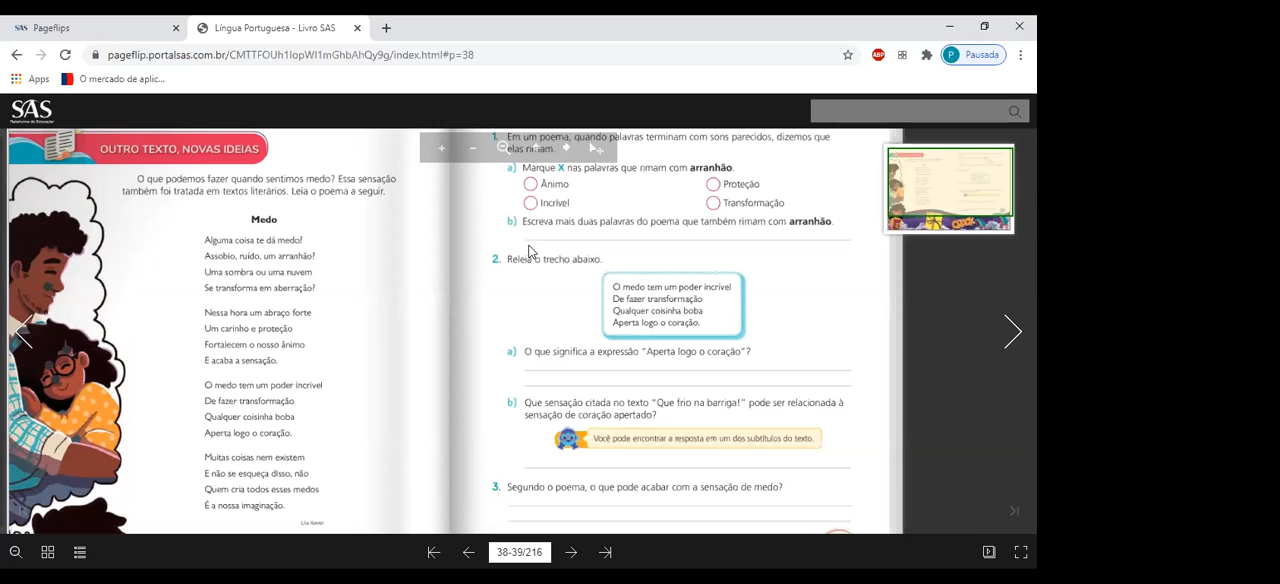 SAS Pageflips
Língua Portuguesa - Livro SAS
pageflip.portalsas.com.br/CMTTFOUh1lopWI1mGhbAhQy9g/index.html#p=38
ABP
P Pausada
Apps
O mercado de aplic...
SAS
Plataforma de Educação
OUTRO TEXTO, NOVAS IDEIAS
O que podemos fazer quando sentimos medo? Essa sensação
também foi tratada em textos literários. Leia o poema a seguir.
Medo
Alguma coisa te dá medo?
Assobio, ruído, um arranhão?
Uma sombra ou uma nuvem
Se transforma em aberração?
Nessa hora um abraço forte
Um carinho e proteção
Fortalecem o nosso ânimo
E acaba a sensação.
O medo tem um poder incrível
De fazer transformação
Qualquer coisinha boba
Aperta logo o coração.
Muitas coisas nem existem
E não se esqueça disso, não
Quem cria todos esses medos
É a nossa imaginação.
1. Em um poema, quando palavras terminam com sons parecidos, dizemos que
elas rimam.
a) Marque X nas palavras que rimam com arranhão.
Ânimo
Proteção
Incrível
Transformação
b) Escreva mais duas palavras do poema que também rimam com arranhão.
2. Releia o trecho abaixo.
O medo tem um poder incrível
De fazer transformação
Qualquer coisinha boba
Aperta logo o coração.
a) O que significa a expressão "Aperta logo o coração"?
b) Que sensação citada no texto "Que frio na barriga!" pode ser relacionada à
sensação de coração apertado?
Você pode encontrar a resposta em um dos subtítulos do texto.
3. Segundo o poema, o que pode acabar com a sensação de medo?
38-39/216